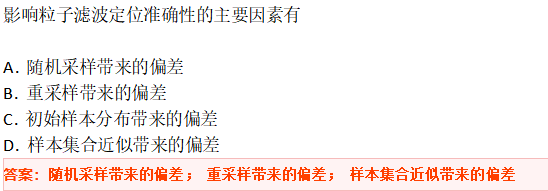 影响粒子滤波定位准确性的主要因素有
A. 随机采样带来的偏差
B. 重采样带来的偏差
C. 初始样本分布带来的偏差
D. 样本集合近似带来的偏差
答案：随机采样带来的偏差； 重采样带来的偏差； 样本集合近似带来的偏差